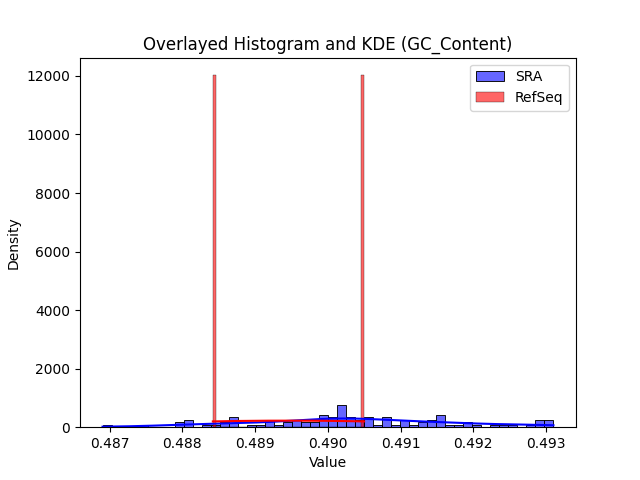 Overlayed Histogram and KDE (GC_Content)
SRA
RefSeq
12000
10000
8000
6000
4000
2000
0
Density
0.487 0.488 0.489 0.490 0.491 0.492 0.493
Value